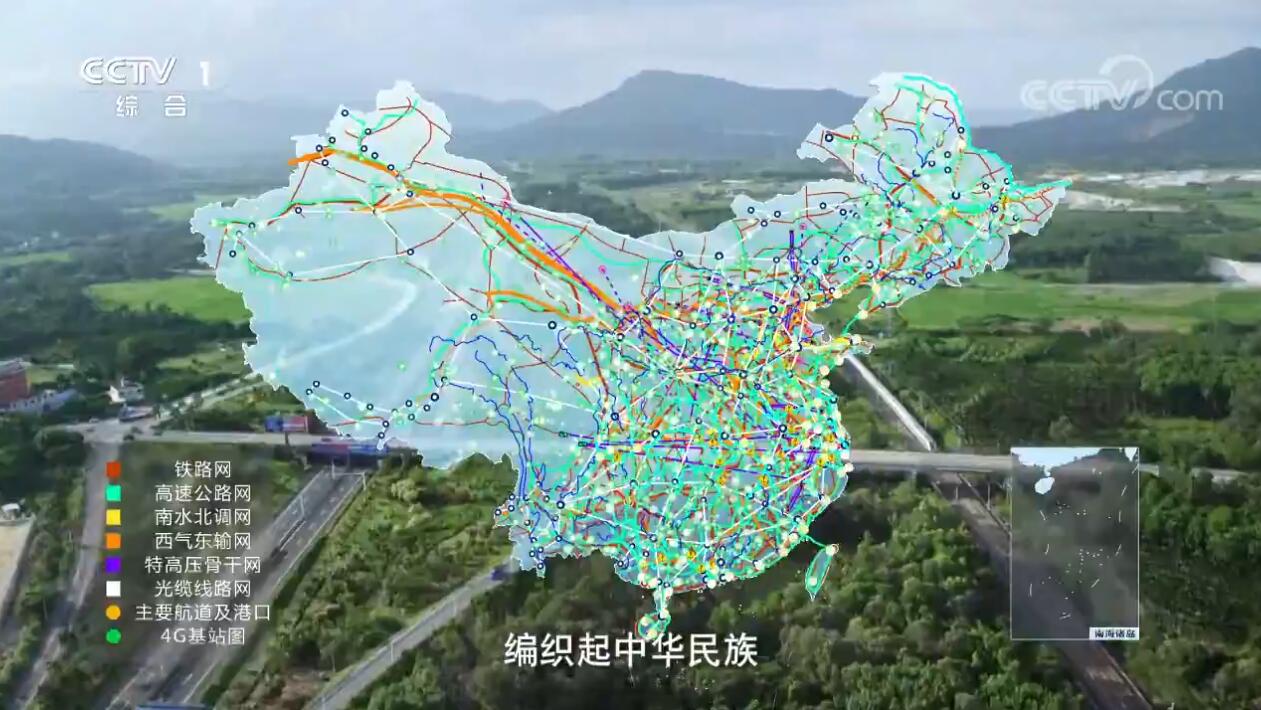 CCTV 1
综合
CCTV.com
铁路网
高速公路网
南水北调网
西气东输网
特高压骨干网
光缆线路网
主要航道及港口
4G基站图
南海诸岛
编织起中华民族